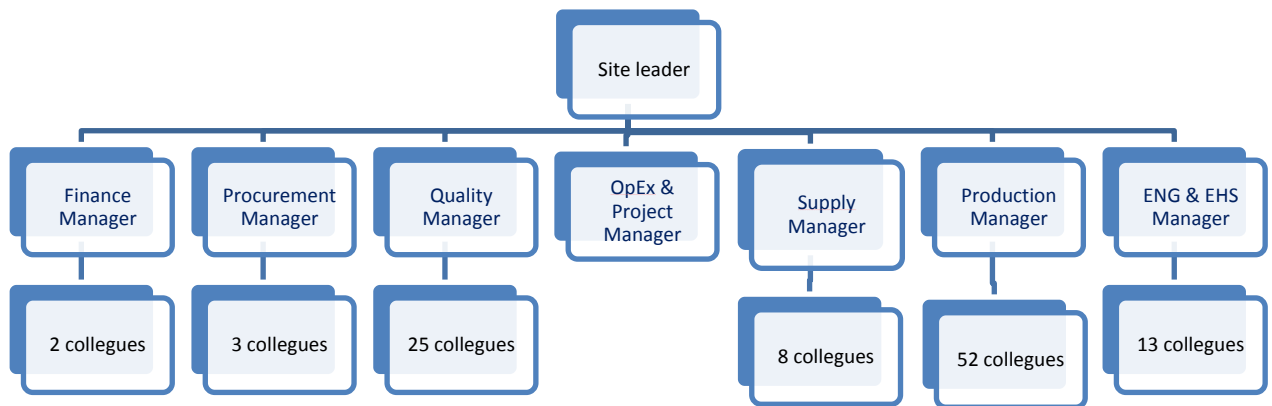 Site leader
Finance
Manager
Procurement
Manager
Quality
Manager
OpEx &
Project
Manager
Supply
Manager
Production
Manager
ENG & EHS
Manager
2 collegues
3 collegues
25 collegues
8 collegues
52 collegues
13 collegues